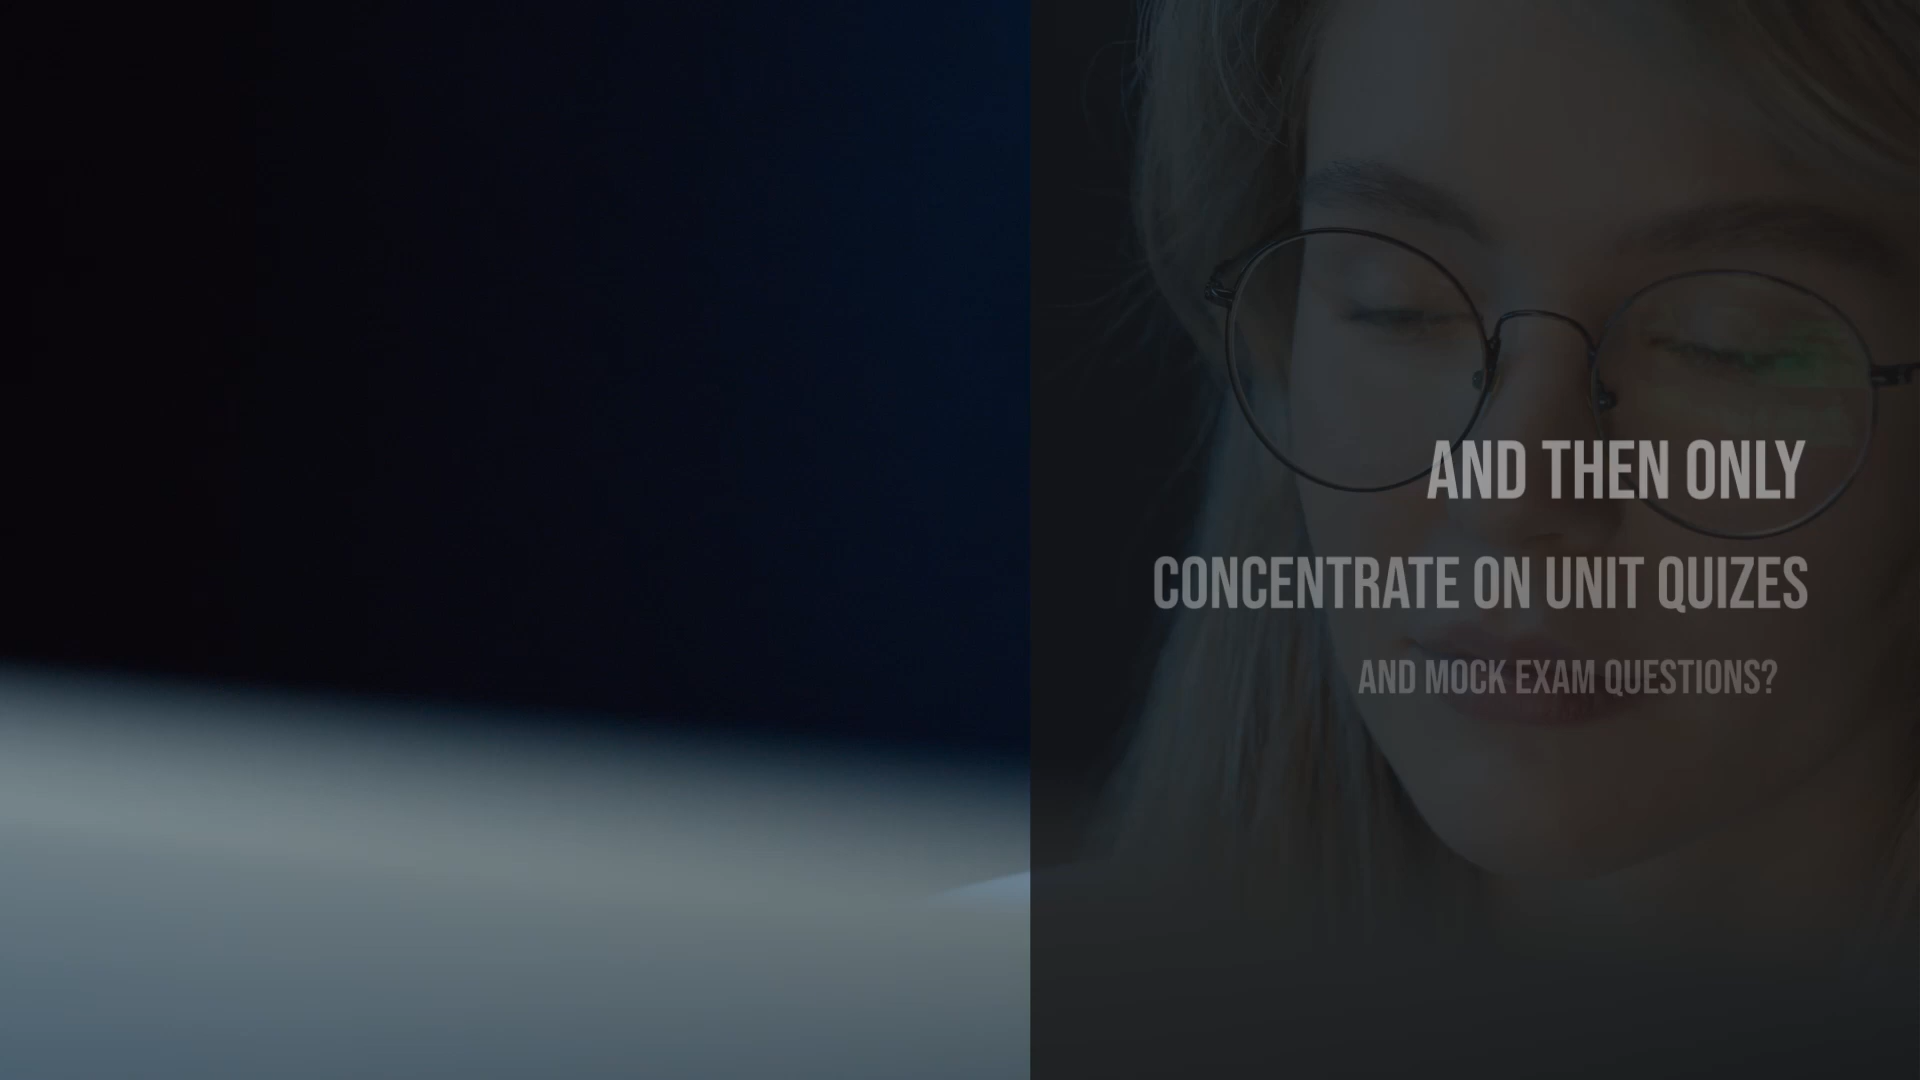 AND THEN ONLY
CONCENTRATE ON UNIT QUIZES
AND MOCK EXAM QUESTIONS?